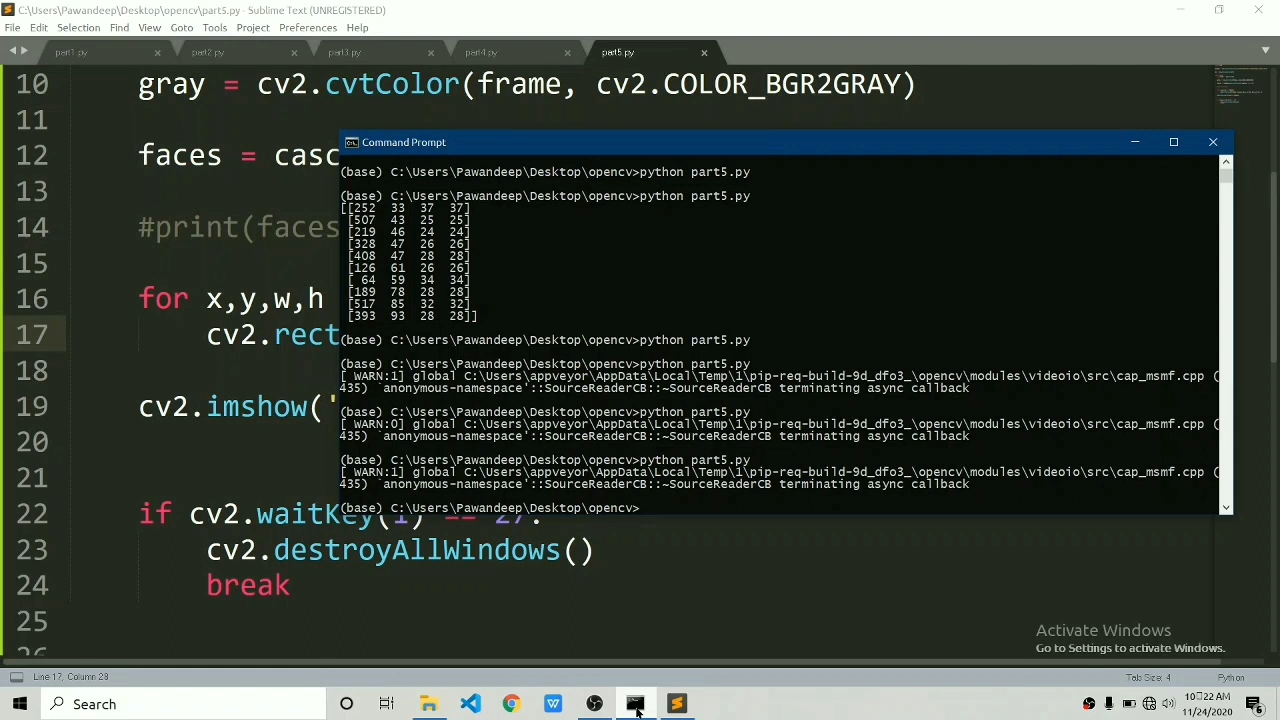 C:\Users\Pawandeep\Desktop\opencv\part5.py - Sublime Text (UNREGISTERED)
File Edit Selection Find View Goto Tools Project Preferences Help
part1.py part2.py part3.py part4.py part5.py
10 gray = cv2.cvtColor(frame, cv2.COLOR_BGR2GRAY)
11
12 faces = casc
13
14 #print(faces
15
16 for x,y,w,h
17 cv2.rect
18
19 cv2.imshow('
20
21
22 if cv2.waitKey(1) == 27:
23 cv2.destroyAllWindows()
24 break
25
26
Command Prompt
(base) C:\Users\Pawandeep\Desktop\opencv>python part5.py
(base) C:\Users\Pawandeep\Desktop\opencv>python part5.py
[[252 33 37 37]
[507 43 25 25]
[219 46 24 24]
[328 47 26 26]
[408 47 28 28]
[126 61 26 26]
[ 64 59 34 34]
[189 78 28 28]
[517 85 32 32]
[393 93 28 28]]
(base) C:\Users\Pawandeep\Desktop\opencv>python part5.py
(base) C:\Users\Pawandeep\Desktop\opencv>python part5.py
[ WARN:1] global C:\Users\appveyor\AppData\Local\Temp\1\pip-req-build-9d_dfo3_\opencv\modules\videoio\src\cap_msmf.cpp (
435) `anonymous-namespace'::SourceReaderCB::~SourceReaderCB terminating async callback
(base) C:\Users\Pawandeep\Desktop\opencv>python part5.py
[ WARN:0] global C:\Users\appveyor\AppData\Local\Temp\1\pip-req-build-9d_dfo3_\opencv\modules\videoio\src\cap_msmf.cpp (
435) `anonymous-namespace'::SourceReaderCB::~SourceReaderCB terminating async callback
(base) C:\Users\Pawandeep\Desktop\opencv>python part5.py
[ WARN:1] global C:\Users\appveyor\AppData\Local\Temp\1\pip-req-build-9d_dfo3_\opencv\modules\videoio\src\cap_msmf.cpp (
435) `anonymous-namespace'::SourceReaderCB::~SourceReaderCB terminating async callback
(base) C:\Users\Pawandeep\Desktop\opencv>
Activate Windows
Go to Settings to activate Windows.
Line 17, Column 28 Tab Size: 4 Python
Search
10:22 AM
11/24/2020
6